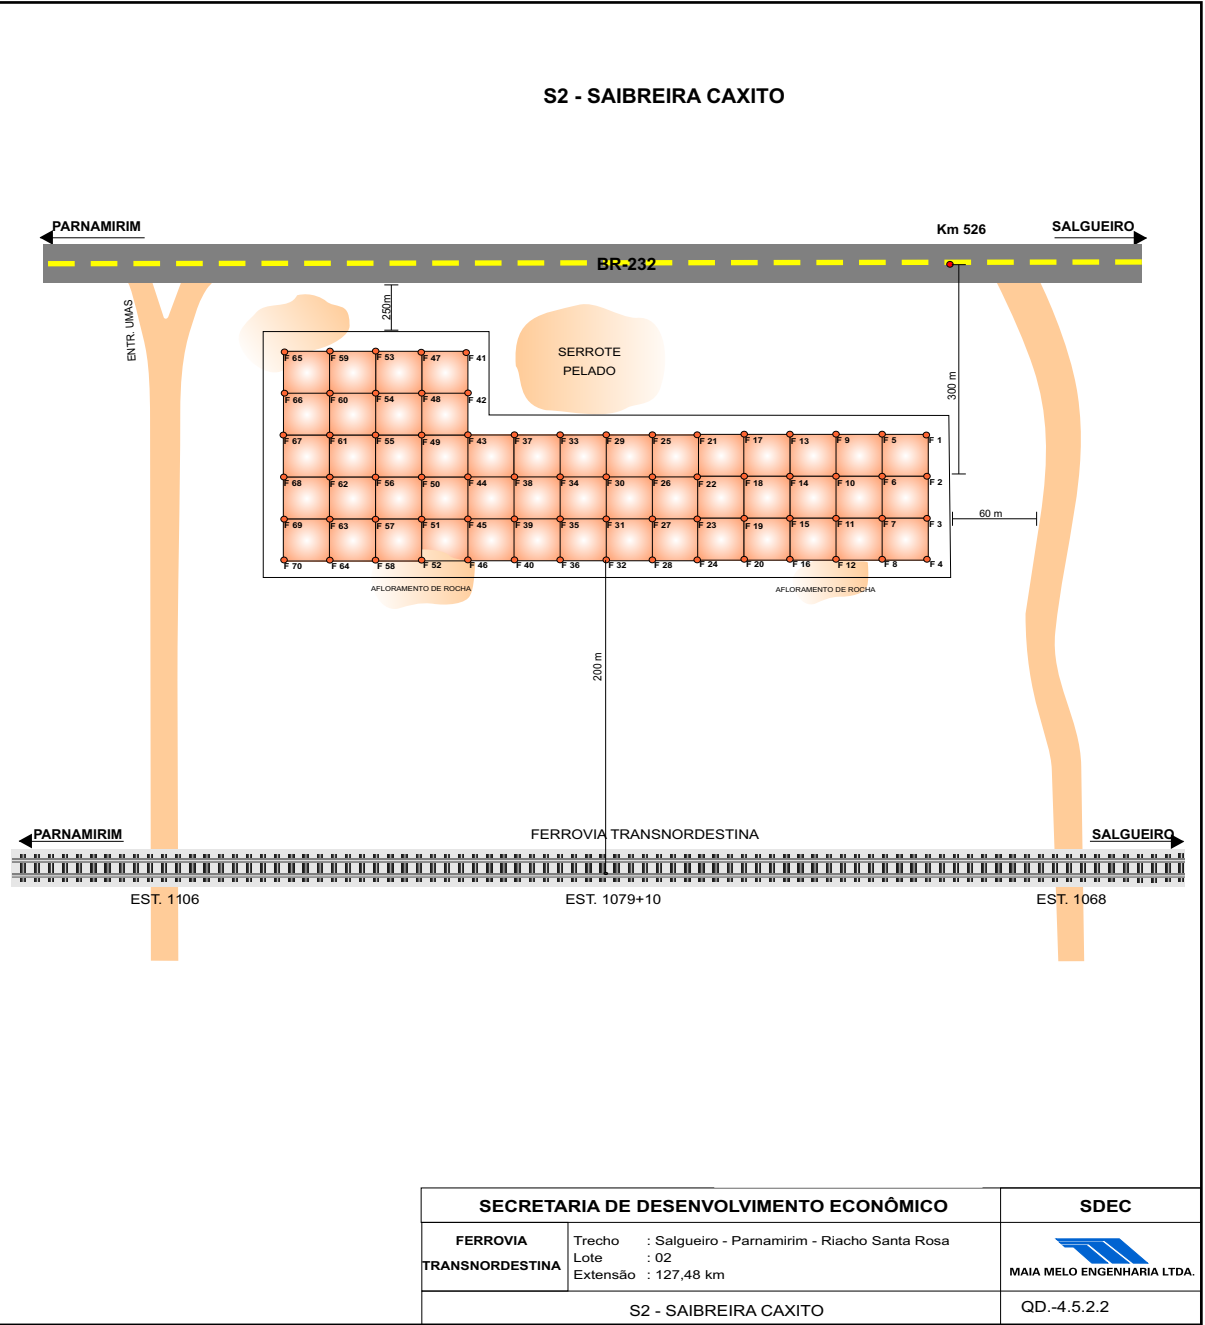 S2 - SAIBREIRA CAXITO
PARNAMIRIM
Km 526
SALGUEIRO
BR-232
ENTR. UMAS
250m
300 m
SERROTE
PELADO
F 65 F 59 F 53 F 47 F 41
F 66 F 60 F 54 F 48 F 42
F 67 F 61 F 55 F 49 F 43 F 37 F 33 F 29 F 25 F 21 F 17 F 13 F 9 F 5 F 1
F 68 F 62 F 56 F 50 F 44 F 38 F 34 F 30 F 26 F 22 F 18 F 14 F 10 F 6 F 2
F 69 F 63 F 57 F 51 F 45 F 39 F 35 F 31 F 27 F 23 F 19 F 15 F 11 F 7 F 3
60 m
F 70 F 64 F 58 F 52 F 46 F 40 F 36 F 32 F 28 F 24 F 20 F 16 F 12 F 8 F 4
AFLORAMENTO DE ROCHA
AFLORAMENTO DE ROCHA
200 m
PARNAMIRIM
FERROVIA TRANSNORDESTINA
SALGUEIRO
EST. 1106
EST. 1079+10
EST. 1068
SECRETARIA DE DESENVOLVIMENTO ECONÔMICO
SDEC
FERROVIA
TRANSNORDESTINA
Trecho : Salgueiro - Parnamirim - Riacho Santa Rosa
Lote : 02
Extensão : 127,48 km
MAIA MELO ENGENHARIA LTDA.
S2 - SAIBREIRA CAXITO
QD.-4.5.2.2